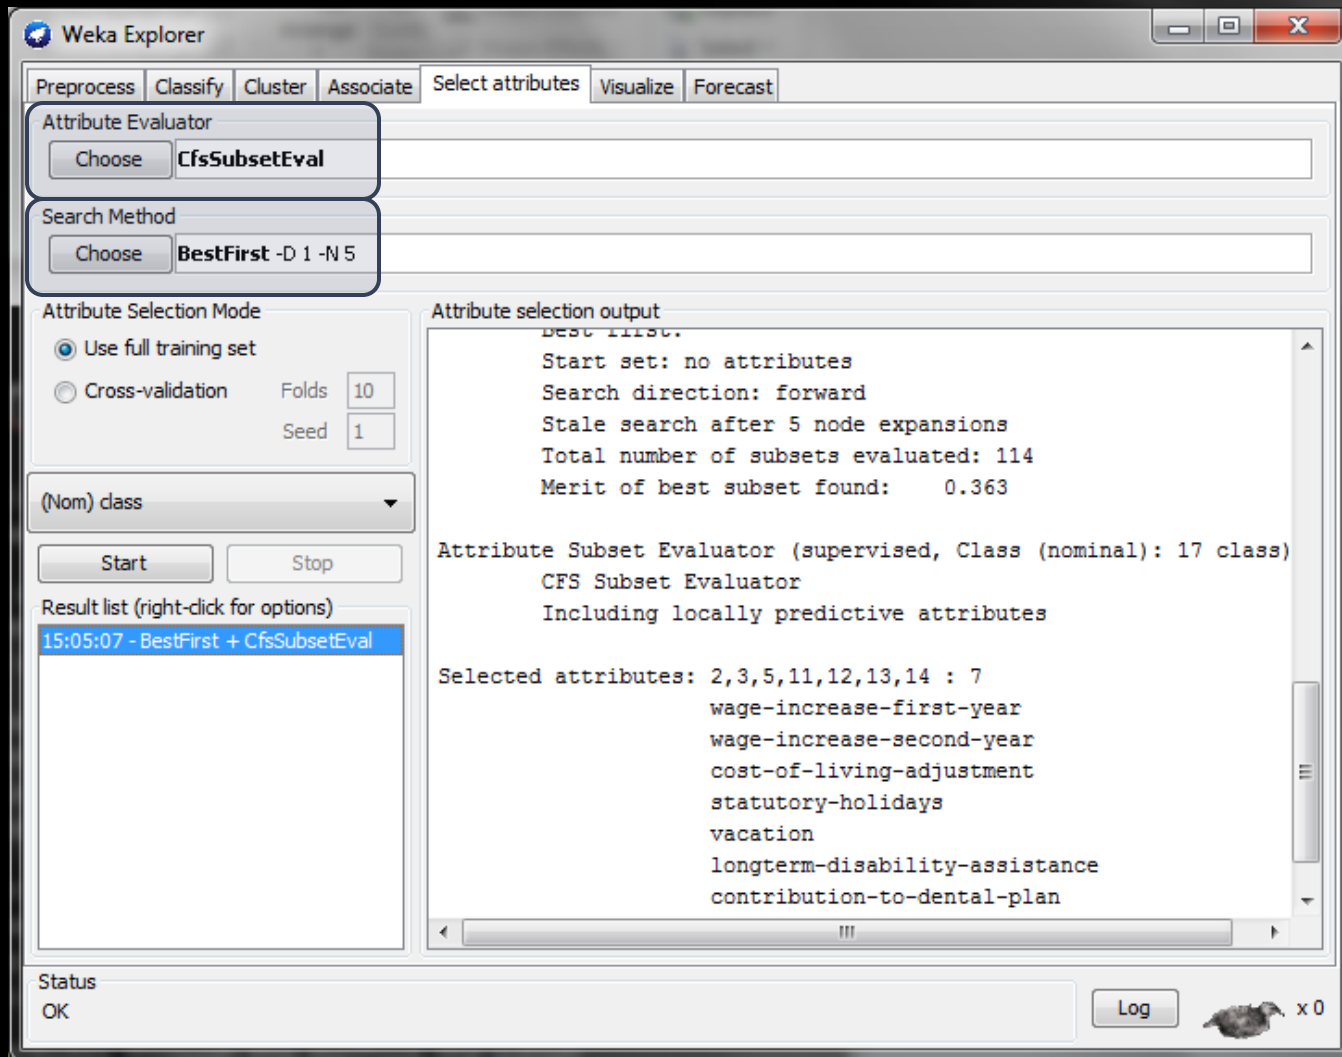 Weka Explorer
Preprocess Classify Cluster Associate Select attributes Visualize Forecast
Attribute Evaluator
Choose CfsSubsetEval
Search Method
Choose BestFirst -D 1 -N 5
Attribute Selection Mode
Use full training set
Cross-validation Folds 10
Seed 1
(Nom) class
Start Stop
Result list (right-click for options)
15:05:07 - BestFirst + CfsSubsetEval
Attribute selection output
Best first.
Start set: no attributes
Search direction: forward
Stale search after 5 node expansions
Total number of subsets evaluated: 114
Merit of best subset found: 0.363
Attribute Subset Evaluator (supervised, Class (nominal): 17 class)
CFS Subset Evaluator
Including locally predictive attributes
Selected attributes: 2,3,5,11,12,13,14 : 7
wage-increase-first-year
wage-increase-second-year
cost-of-living-adjustment
statutory-holidays
vacation
longterm-disability-assistance
contribution-to-dental-plan
Status
OK
Log x 0